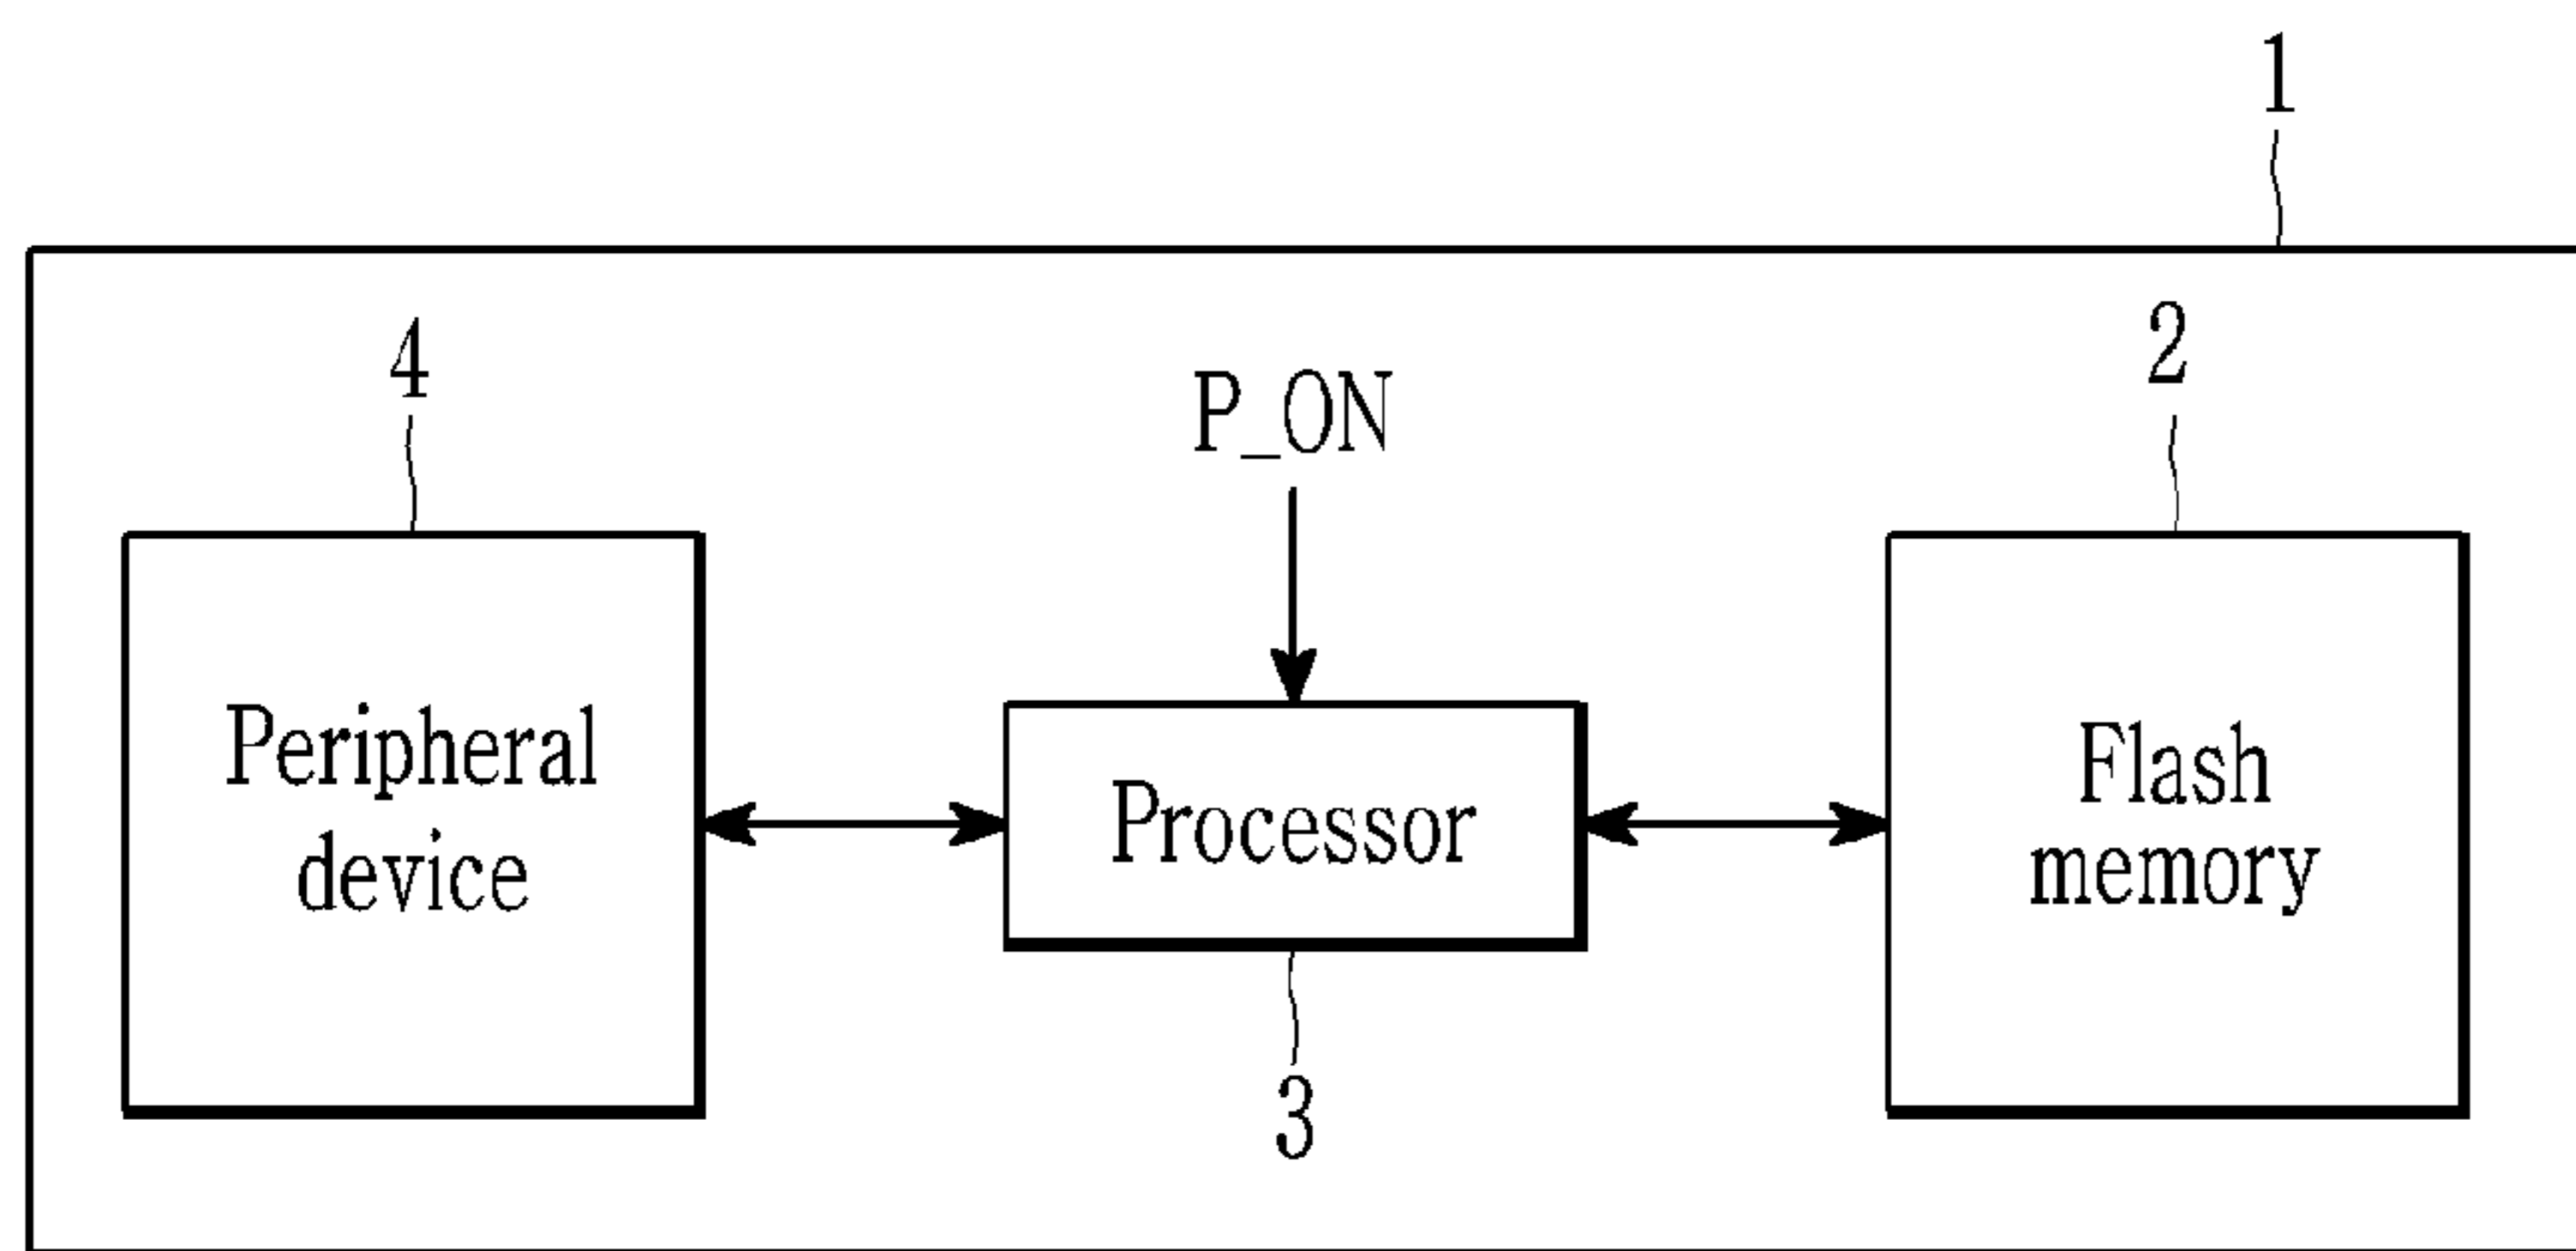 1
4
P_ON
2
Peripheral
device
Processor
Flash
memory
3